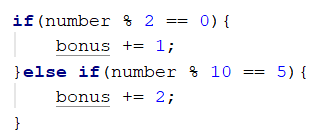 if(number % 2 == 0){
    bonus += 1;
}else if(number % 10 == 5){
    bonus += 2;
}